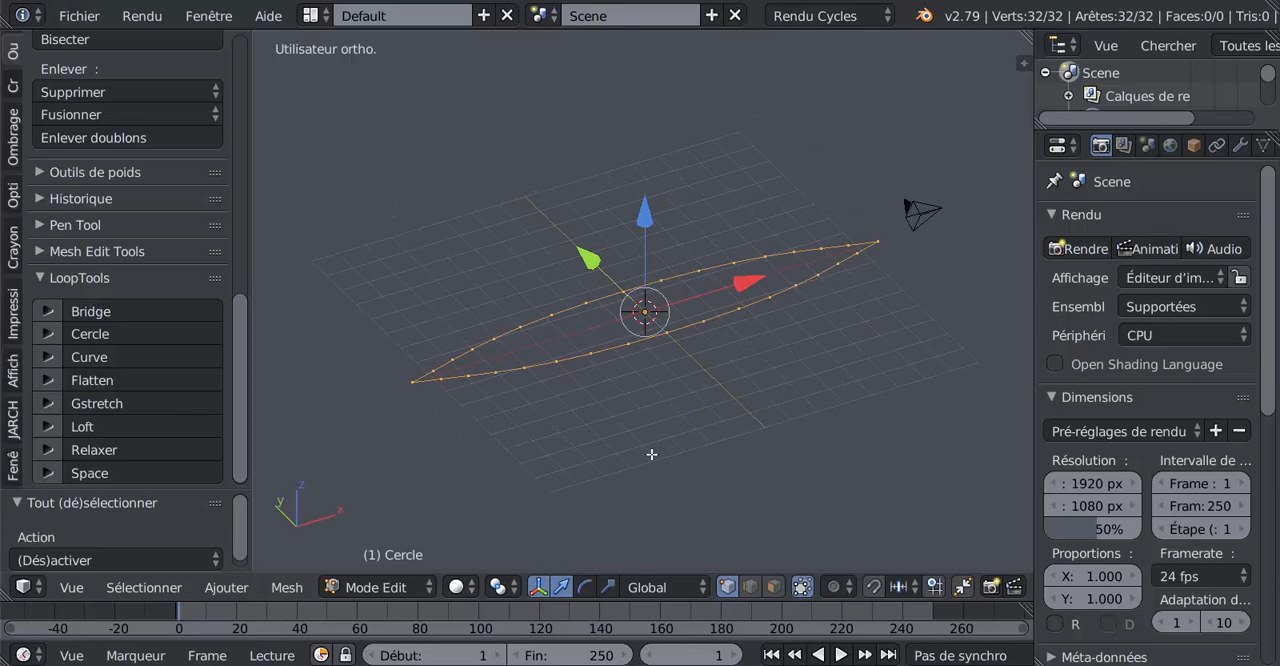 Fichier Rendu Fenêtre Aide Default Scene Rendu Cycles v2.79 | Verts:32/32 | Arêtes:32/32 | Faces:0/0 | Tris:0
Bisecter
Enlever :
Supprimer
Fusionner
Enlever doublons
Outils de poids
Historique
Pen Tool
Mesh Edit Tools
LoopTools
Bridge
Cercle
Curve
Flatten
Gstretch
Loft
Relaxer
Space
Tout (dé)sélectionner
Action
(Dés)activer
Ou
Cr
Ombrage
Opti
Crayon
Impressi
Affich
JARCH
Fenê
Utilisateur ortho.
z
y
x
(1) Cercle
Vue Sélectionner Ajouter Mesh Mode Edit Global
Vue Chercher Toutes les
Scene
Calques de re
Scene
Rendu
Rendre Animati Audio
Affichage Éditeur d'im...
Ensembl Supportées
Périphéri CPU
Open Shading Language
Dimensions
Pré-réglages de rendu
Résolution : Intervalle de ...
: 1920 px Frame : 1
: 1080 px Fram: 250
50% Étape (: 1
Proportions : Framerate :
X: 1.000 24 fps
Y: 1.000 Adaptation d...
R D 1 10
Méta-données
-40 -20 0 20 40 60 80 100 120 140 160 180 200 220 240 260
Vue Marqueur Frame Lecture Début: 1 Fin: 250 1 Pas de synchro